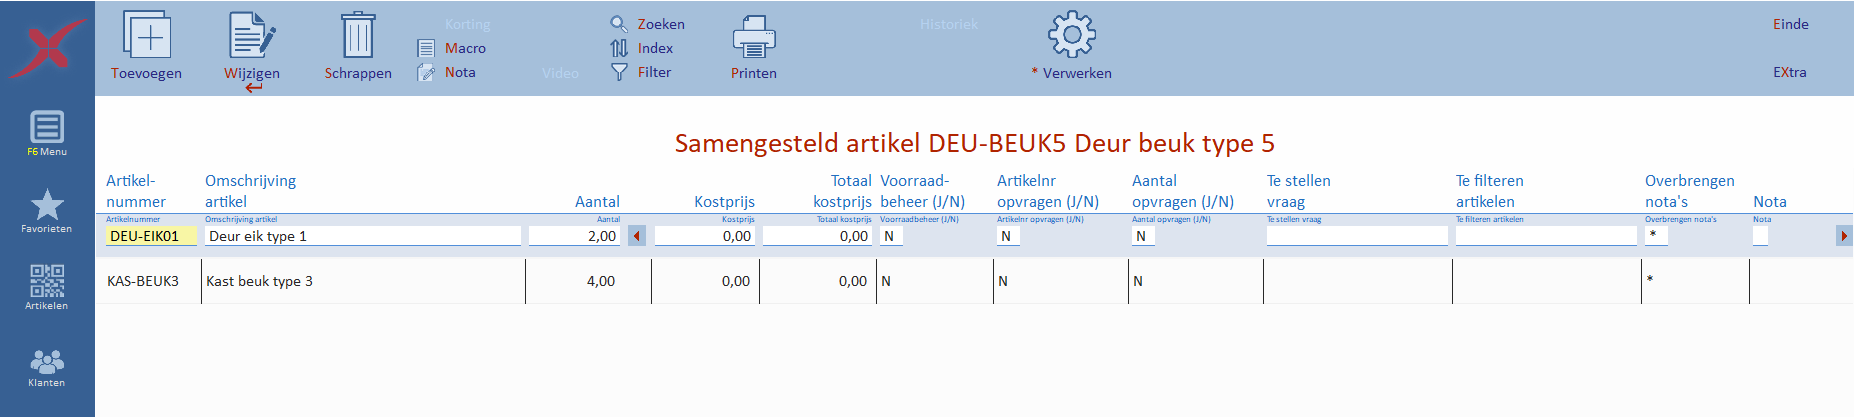 Korting
Historiek
Zoeken
Einde
Macro
Index
Toevoegen
Wijzigen
Schrappen
Nota
Video
Filter
Printen
* Verwerken
EXtra
F6 Menu
Favorieten
Artikelen
Klanten
Samengesteld artikel DEU-BEUK5 Deur beuk type 5
Artikel-
nummer
Omschrijving
artikel
Aantal
Kostprijs
Totaal
kostprijs
Voorraad-
beheer (J/N)
Artikelnr
opvragen (J/N)
Aantal
opvragen (J/N)
Te stellen
vraag
Te filteren
artikelen
Overbrengen
nota's
Nota
Artikelnummer Omschrijving artikel Aantal Kostprijs Totaal kostprijs Voorraadbeheer (J/N) Artikelnr opvragen (J/N) Aantal opvragen (J/N) Te stellen vraag Te filteren artikelen Overbrengen nota's Nota
DEU-EIK01 Deur eik type 1 2,00 0,00 0,00 N N N *
KAS-BEUK3 Kast beuk type 3 4,00 0,00 0,00 N N N *